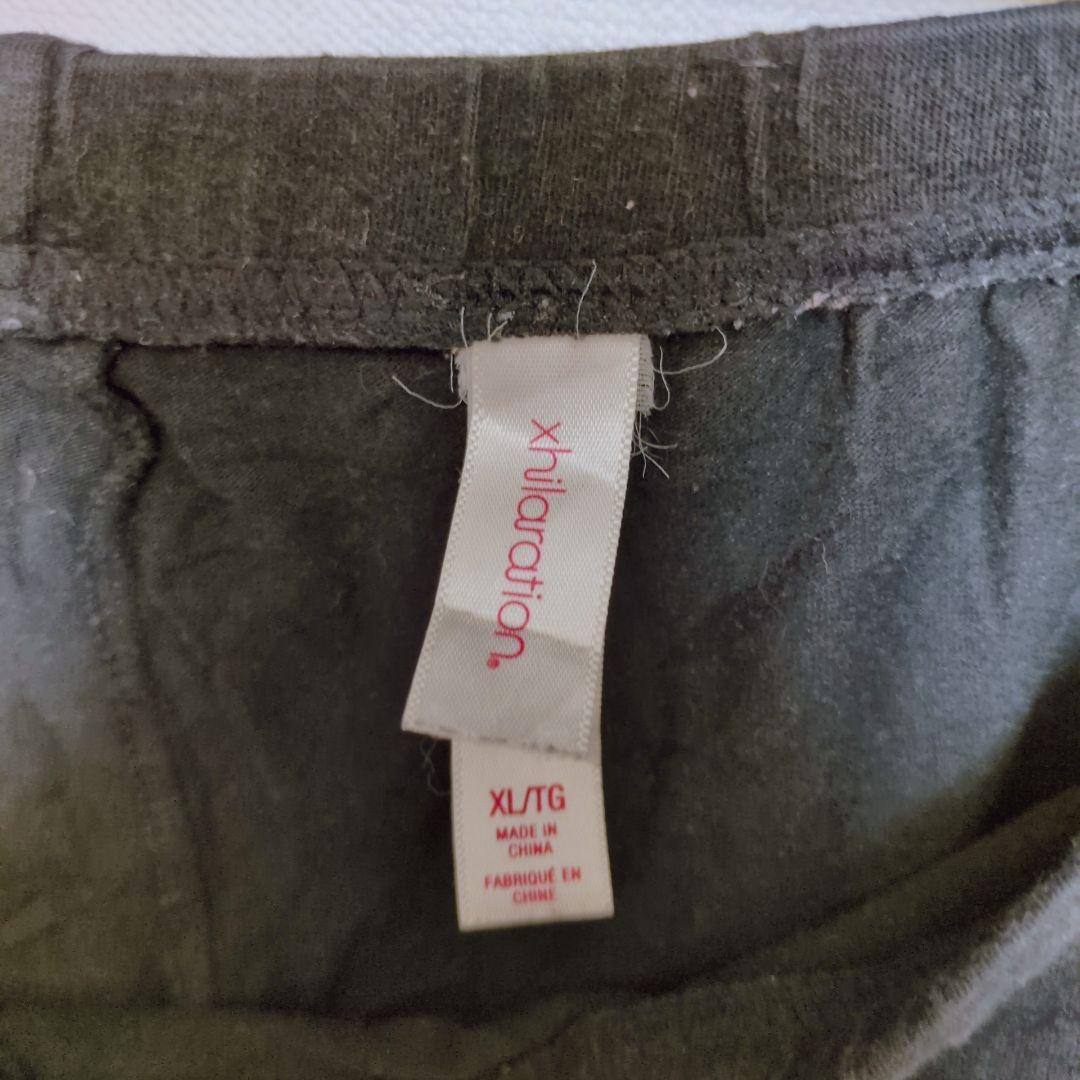 xhilaration®
XL/TG
MADE IN
CHINA
FABRIQUÉ EN
CHINE